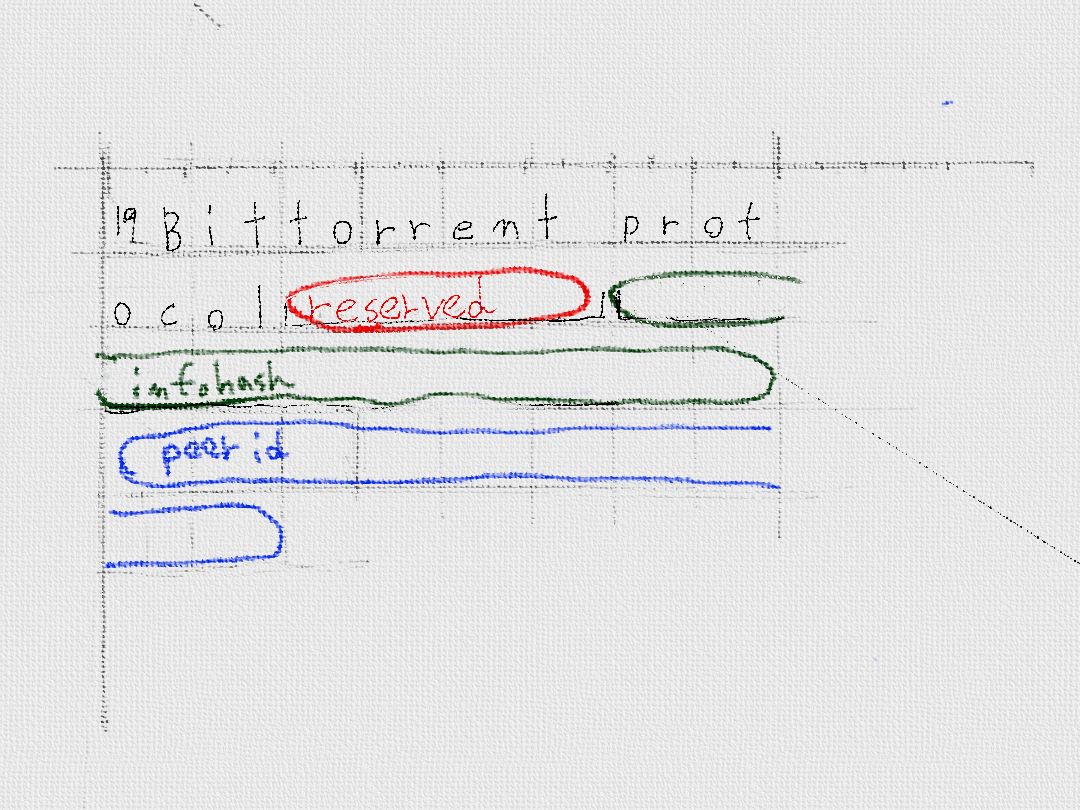 19 B i t t o r r e n t p r o t
o c o l reserved
infohash
peer id